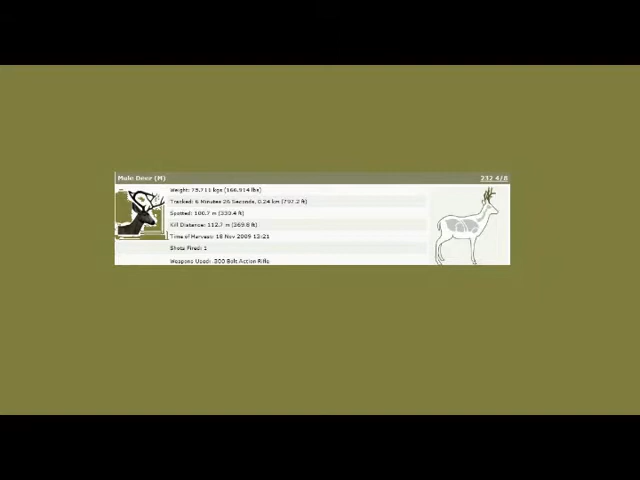 Mule Deer (M) 232 4/8
Weight: 75.711 kgs (166.914 lbs)
Tracked: 6 Minutes 26 Seconds, 0.24 km (797.2 ft)
Spotted: 100.7 m (330.4 ft)
Kill Distance: 112.7 m (369.8 ft)
Time of Harvest: 18 Nov 2009 13:21
Shots Fired: 1
Weapons Used: .300 Bolt Action Rifle